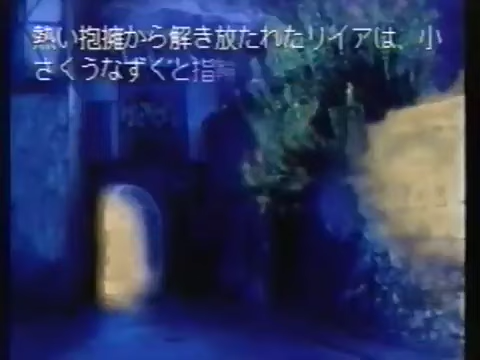 熱い抱擁から解き放たれたリイアは、小
さくうなずくと指